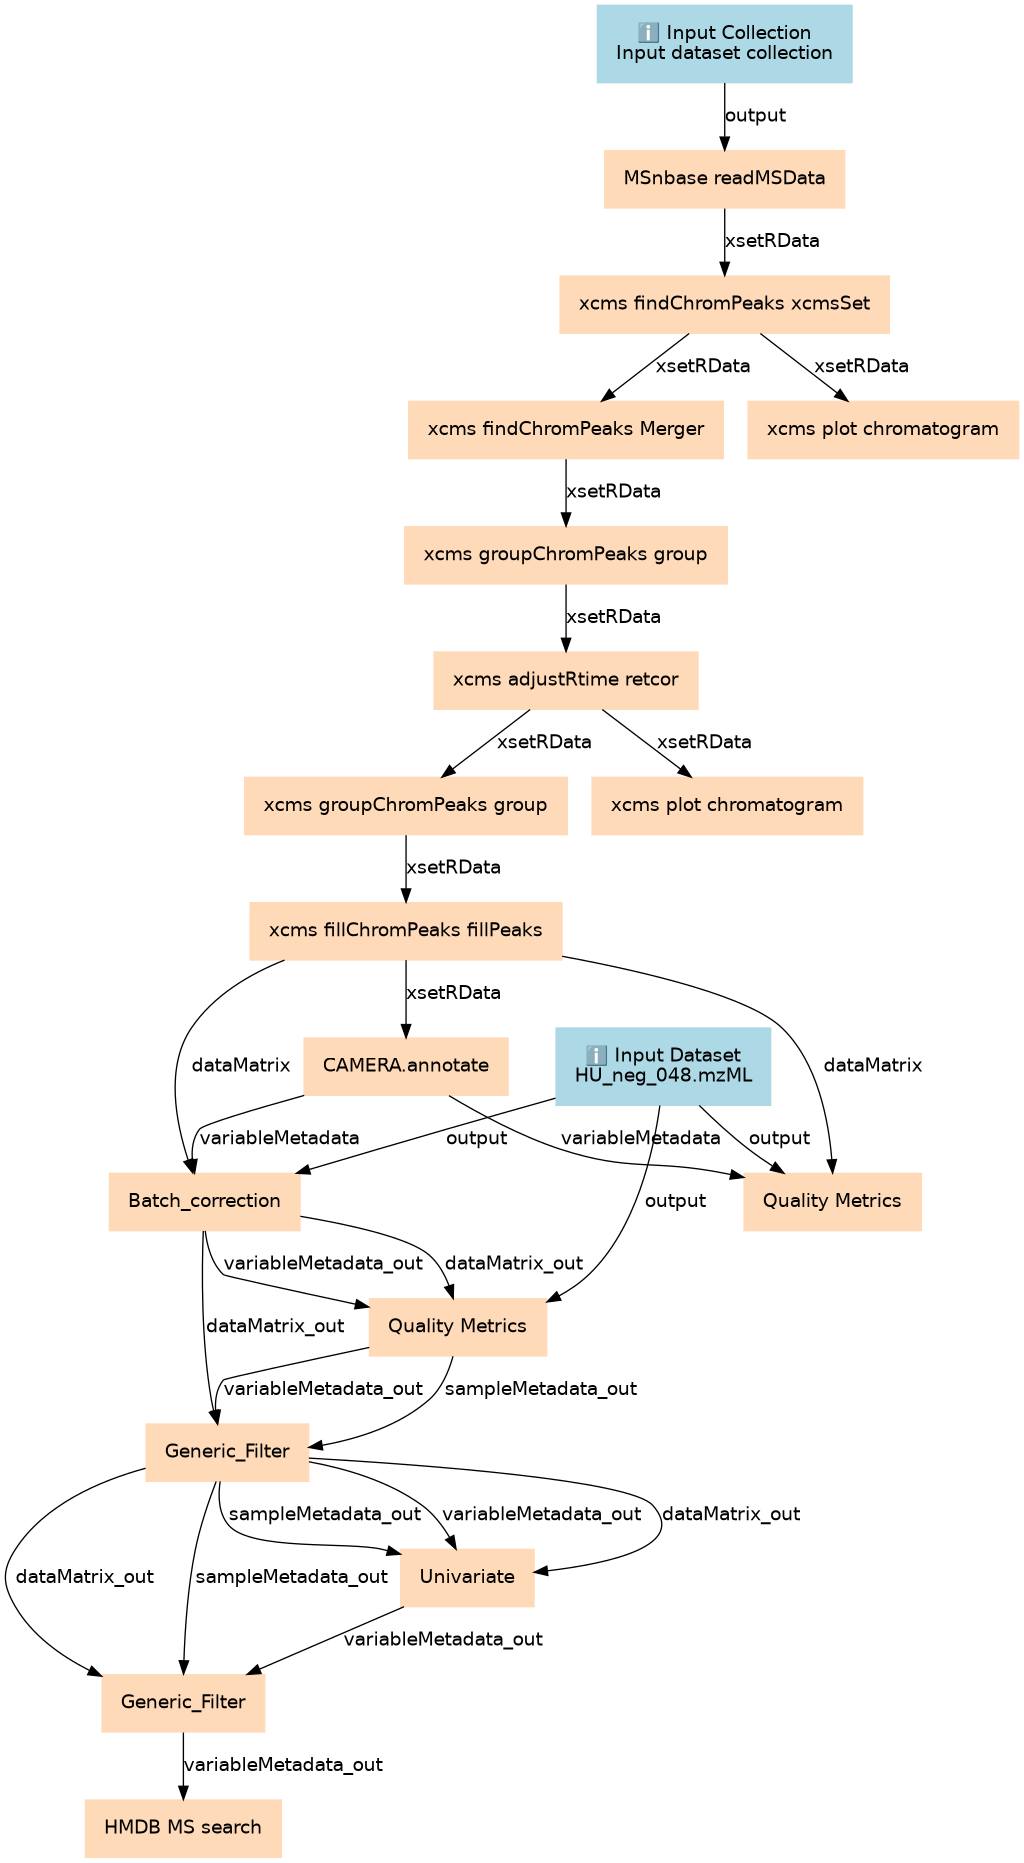 ℹ️ Input Collection
Input dataset collection
output
MSnbase readMSData
xsetRData
xcms findChromPeaks xcmsSet
xsetRData
xsetRData
xcms findChromPeaks Merger
xcms plot chromatogram
xsetRData
xcms groupChromPeaks group
xsetRData
xcms adjustRtime retcor
xsetRData
xsetRData
xcms groupChromPeaks group
xcms plot chromatogram
xsetRData
xcms fillChromPeaks fillPeaks
xsetRData
dataMatrix
dataMatrix
CAMERA.annotate
ℹ️ Input Dataset
HU_neg_048.mzML
variableMetadata
output
variableMetadata
output
Batch_correction
Quality Metrics
output
variableMetadata_out
dataMatrix_out
dataMatrix_out
Quality Metrics
variableMetadata_out
sampleMetadata_out
Generic_Filter
sampleMetadata_out
variableMetadata_out
dataMatrix_out
dataMatrix_out
sampleMetadata_out
Univariate
variableMetadata_out
Generic_Filter
variableMetadata_out
HMDB MS search